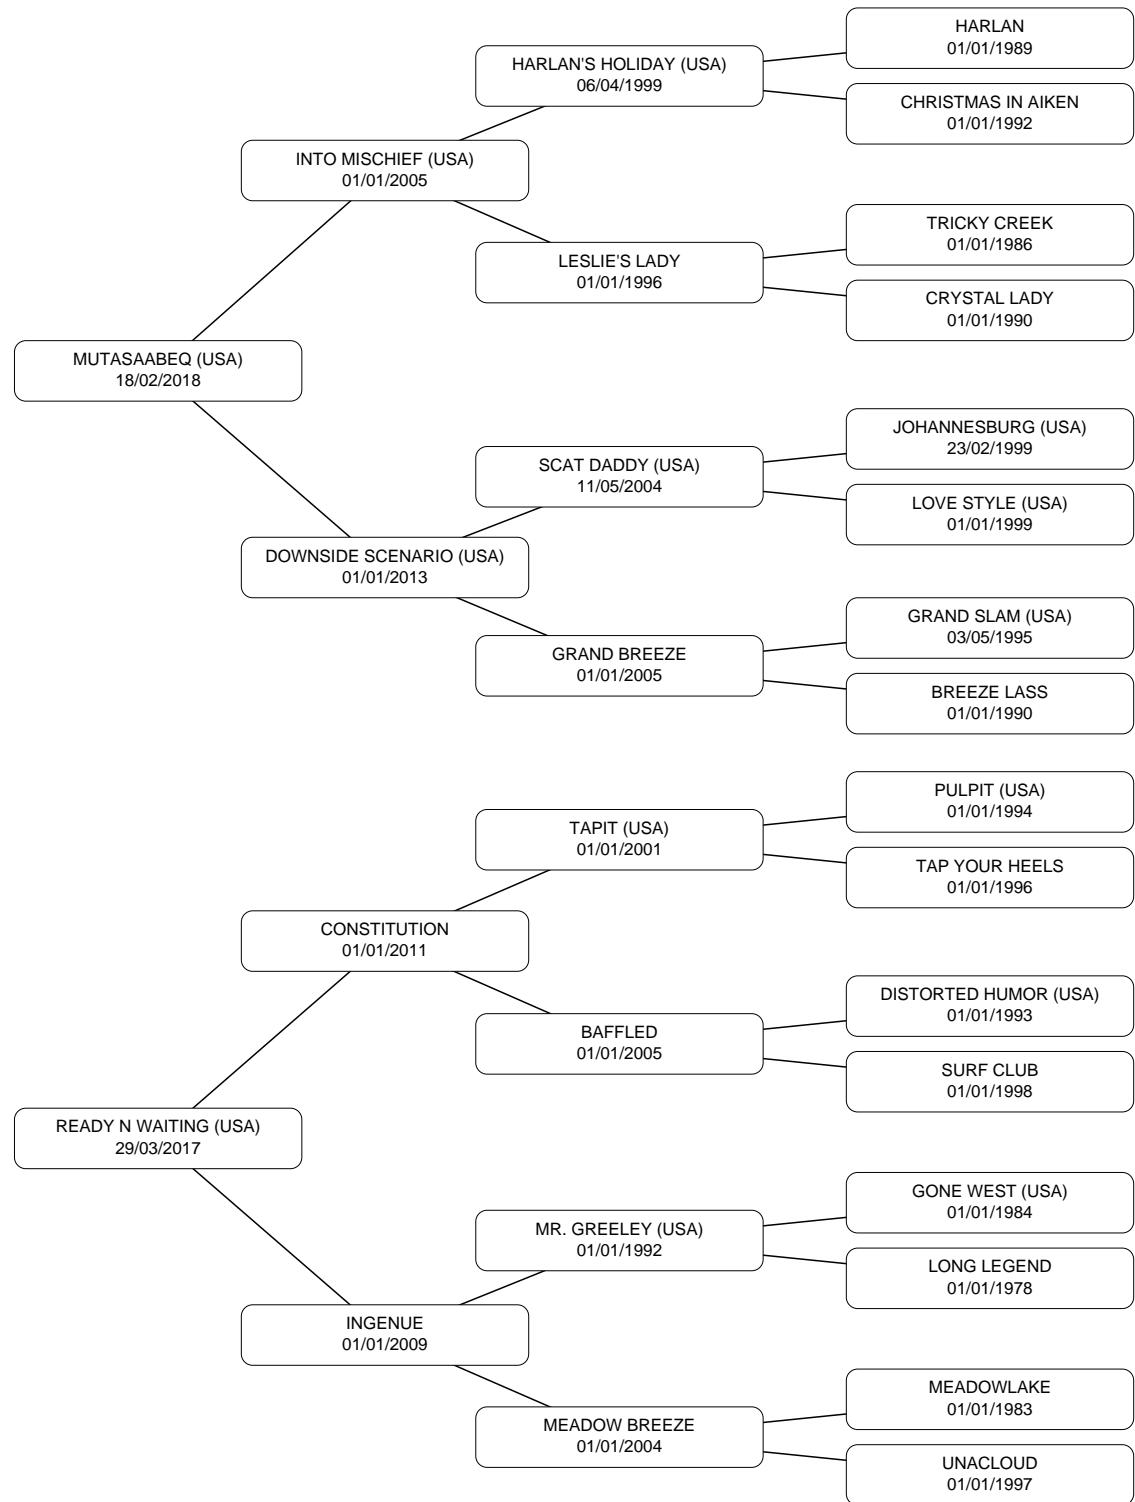 HARLAN
01/01/1989
HARLAN'S HOLIDAY (USA)
06/04/1999
CHRISTMAS IN AIKEN
01/01/1992
INTO MISCHIEF (USA)
01/01/2005
TRICKY CREEK
01/01/1986
LESLIE'S LADY
01/01/1996
CRYSTAL LADY
01/01/1990
MUTASAABEQ (USA)
18/02/2018
JOHANNESBURG (USA)
23/02/1999
SCAT DADDY (USA)
11/05/2004
LOVE STYLE (USA)
01/01/1999
DOWNSIDE SCENARIO (USA)
01/01/2013
GRAND SLAM (USA)
03/05/1995
GRAND BREEZE
01/01/2005
BREEZE LASS
01/01/1990
PULPIT (USA)
01/01/1994
TAPIT (USA)
01/01/2001
TAP YOUR HEELS
01/01/1996
CONSTITUTION
01/01/2011
DISTORTED HUMOR (USA)
01/01/1993
BAFFLED
01/01/2005
SURF CLUB
01/01/1998
READY N WAITING (USA)
29/03/2017
GONE WEST (USA)
01/01/1984
MR. GREELEY (USA)
01/01/1992
LONG LEGEND
01/01/1978
INGENUE
01/01/2009
MEADOWLAKE
01/01/1983
MEADOW BREEZE
01/01/2004
UNACLOUD
01/01/1997